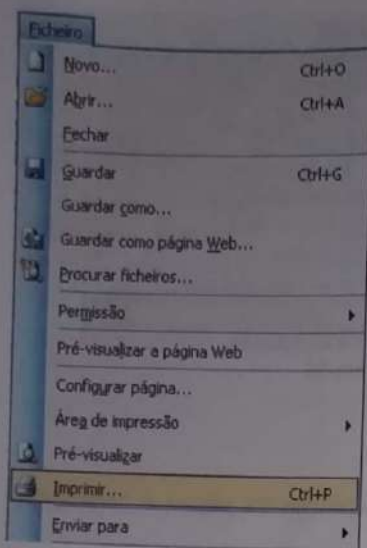 Ficheiro
Novo... Ctrl+O
Abrir... Ctrl+A
Fechar
Guardar Ctrl+G
Guardar como...
Guardar como página Web...
Procurar ficheiros...
Permissão
Pré-visualizar a página Web
Configurar página...
Área de impressão
Pré-visualizar
Imprimir... Ctrl+P
Enviar para